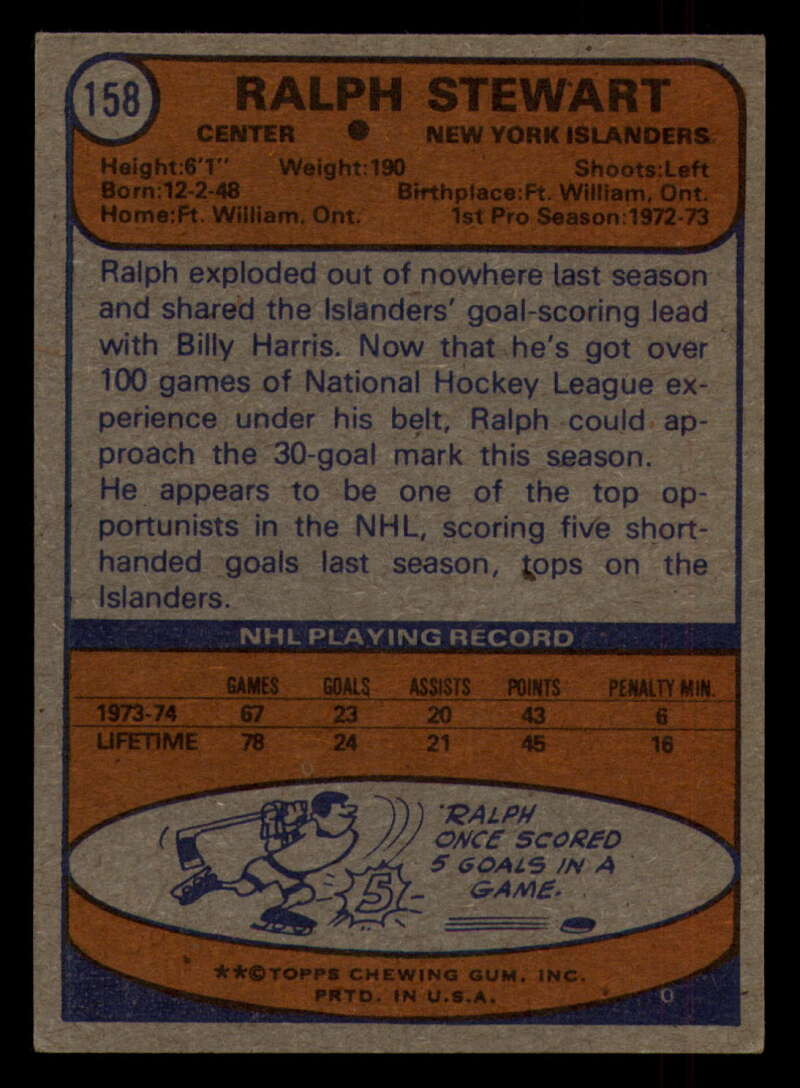 158
RALPH STEWART
CENTER ● NEW YORK ISLANDERS
Height:6'1" Weight:190 Shoots:Left
Born:12-2-48 Birthplace:Ft. William, Ont.
Home:Ft. William, Ont. 1st Pro Season:1972-73
Ralph exploded out of nowhere last season
and shared the Islanders' goal-scoring lead
with Billy Harris. Now that he's got over
100 games of National Hockey League ex-
perience under his belt, Ralph could ap-
proach the 30-goal mark this season.
He appears to be one of the top op-
portunists in the NHL, scoring five short-
handed goals last season, tops on the
Islanders.
NHL PLAYING RECORD
GAMES GOALS ASSISTS POINTS PENALTY MIN.
1973-74 67 23 20 43 6
LIFETIME 78 24 21 45 16
RALPH
ONCE SCORED
5 GOALS IN A
GAME.
5
**©TOPPS CHEWING GUM, INC.
PRTD. IN U.S.A.